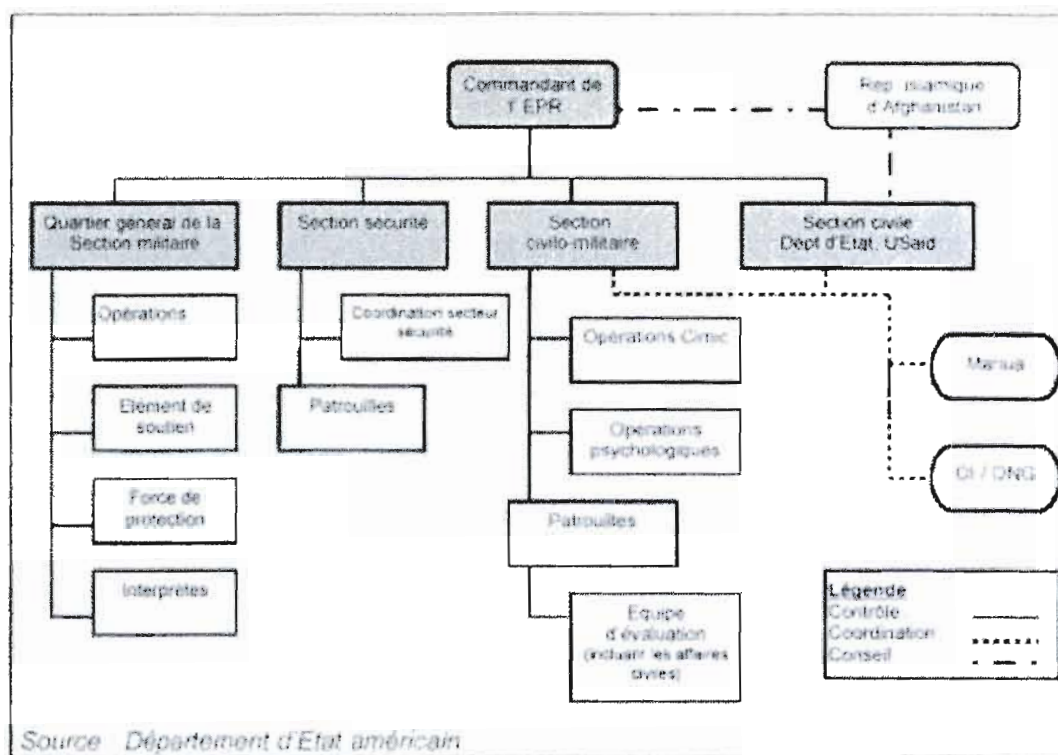 Commandant de
l' EPR
Rep. islamique
d'Afghanistan
Quartier général de la
Section militaire
Section sécurité
Section
civilo-militaire
Section civile
Dépt d'Etat, USaid
Opérations
Elément de
soutien
Force de
protection
Interprètes
Coordination secteur
sécurité
Patrouilles
Opérations Cimic
Opérations
psychologiques
Patrouilles
Equipe
d'évaluation
(incluant les affaires
civiles)
Manua
OI / ONG
Légende
Contrôle
Coordination
Conseil
Source : Département d'Etat américain